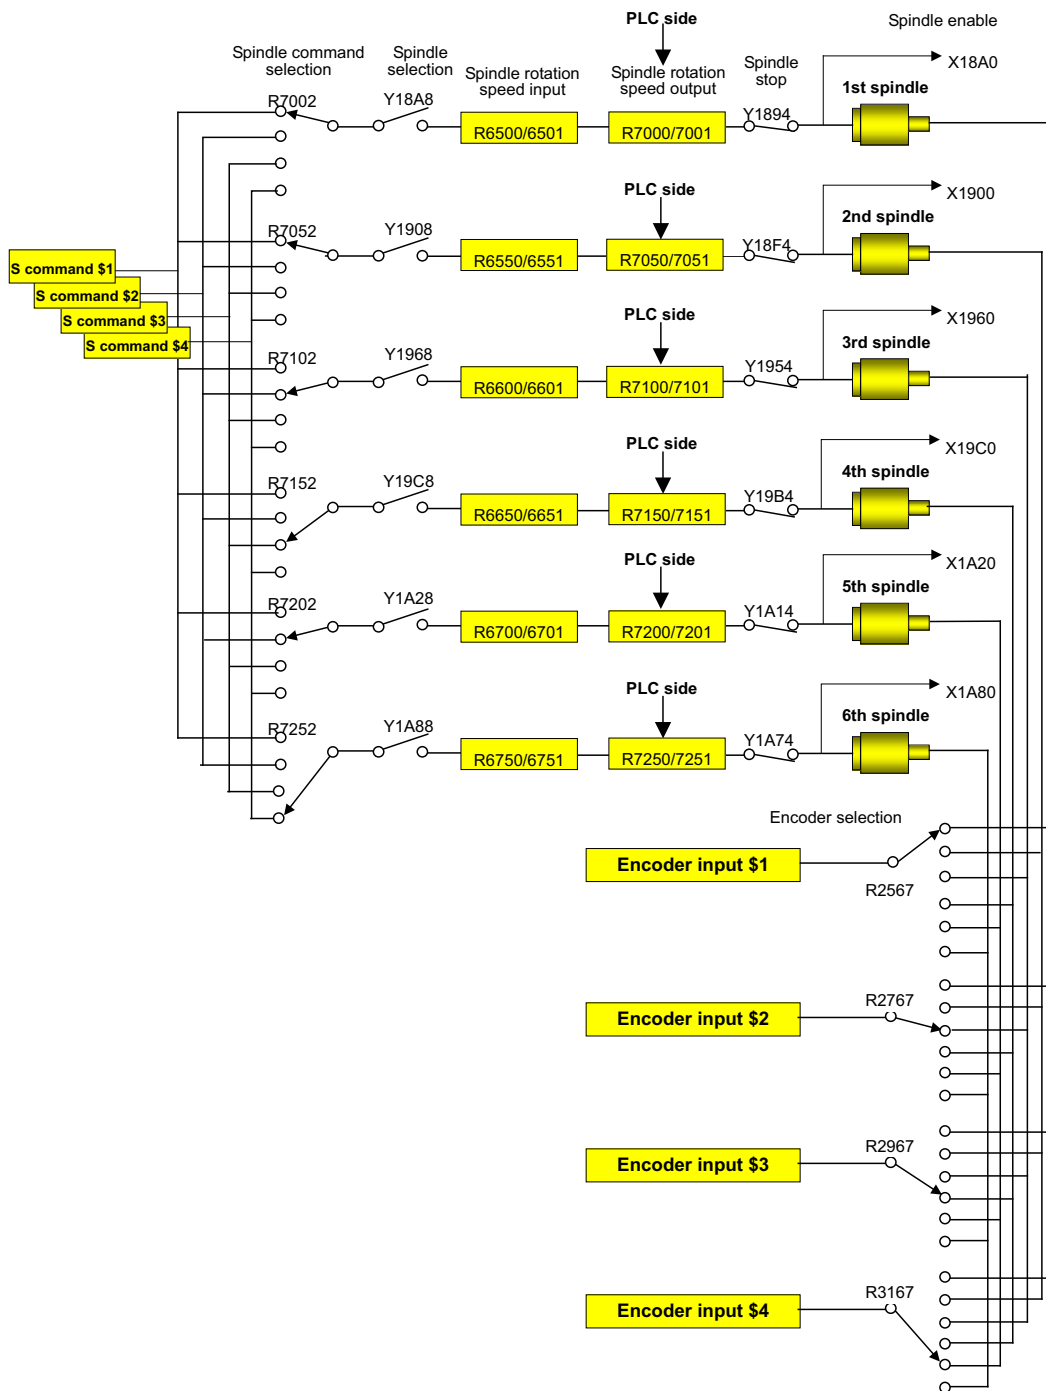 PLC side
Spindle enable
Spindle command
selection
Spindle
selection
Spindle rotation
speed input
Spindle rotation
speed output
Spindle
stop
X18A0
1st spindle
R7002
Y18A8
R6500/6501
R7000/7001
Y1894
PLC side
X1900
2nd spindle
R7052
Y1908
R6550/6551
R7050/7051
Y18F4
S command $1
S command $2
S command $3
S command $4
PLC side
X1960
3rd spindle
R7102
Y1968
R6600/6601
R7100/7101
Y1954
PLC side
X19C0
4th spindle
R7152
Y19C8
R6650/6651
R7150/7151
Y19B4
PLC side
X1A20
5th spindle
R7202
Y1A28
R6700/6701
R7200/7201
Y1A14
PLC side
X1A80
6th spindle
R7252
Y1A88
R6750/6751
R7250/7251
Y1A74
Encoder selection
Encoder input $1
R2567
Encoder input $2
R2767
Encoder input $3
R2967
Encoder input $4
R3167